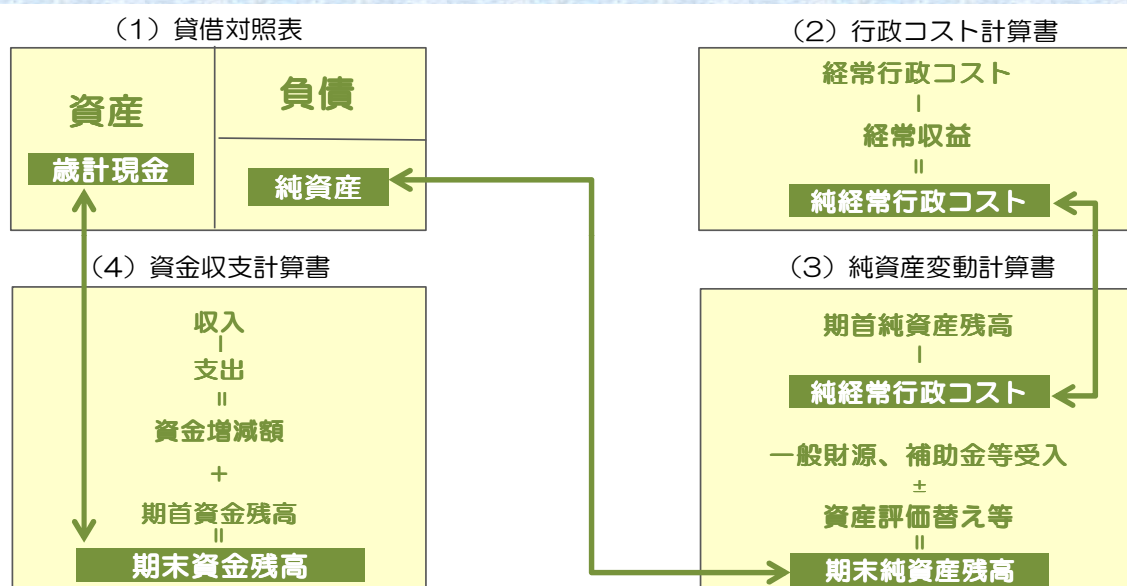 (1)貸借対照表
資産
歳計現金
負債
純資産
(2)行政コスト計算書
経常行政コスト
-
経常収益
=
純経常行政コスト
(4)資金収支計算書
収入
-
支出
=
資金増減額
+
期首資金残高
=
期末資金残高
(3)純資産変動計算書
期首純資産残高
-
純経常行政コスト
一般財源、補助金等受入
±
資産評価替え等
=
期末純資産残高